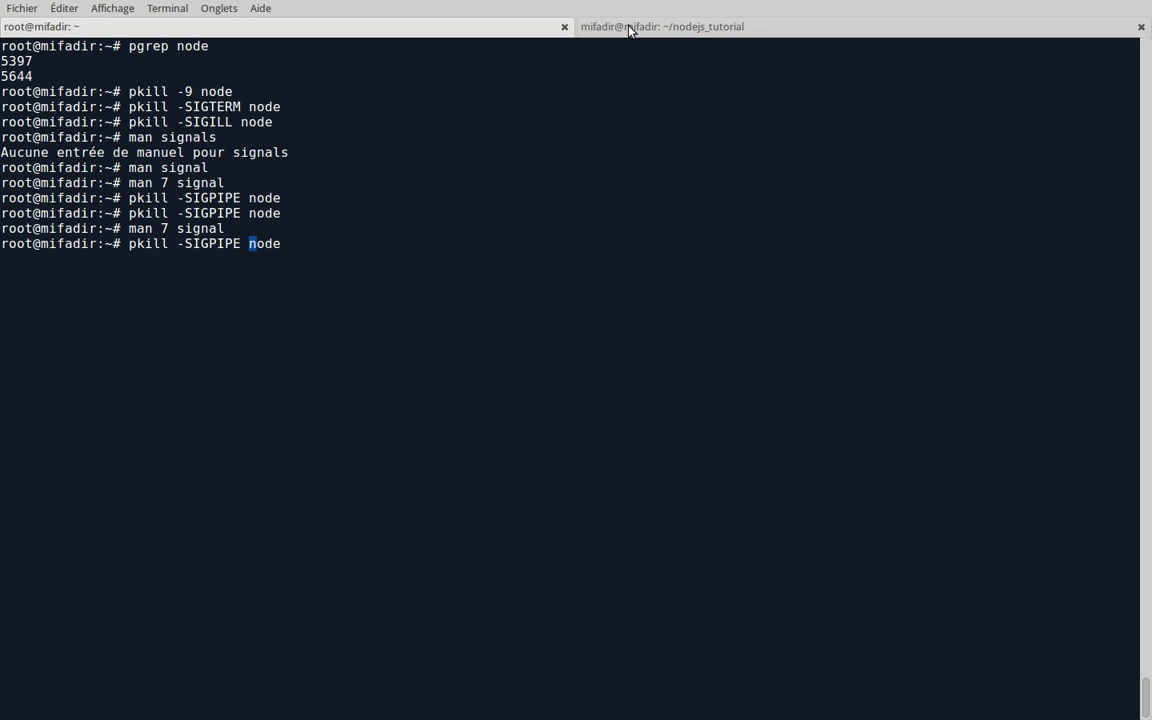 Fichier Éditer Affichage Terminal Onglets Aide
root@mifadir: ~ mifadir@mifadir: ~/nodejs_tutorial
root@mifadir:~# pgrep node
5397
5644
root@mifadir:~# pkill -9 node
root@mifadir:~# pkill -SIGTERM node
root@mifadir:~# pkill -SIGILL node
root@mifadir:~# man signals
Aucune entrée de manuel pour signals
root@mifadir:~# man signal
root@mifadir:~# man 7 signal
root@mifadir:~# pkill -SIGPIPE node
root@mifadir:~# pkill -SIGPIPE node
root@mifadir:~# man 7 signal
root@mifadir:~# pkill -SIGPIPE node